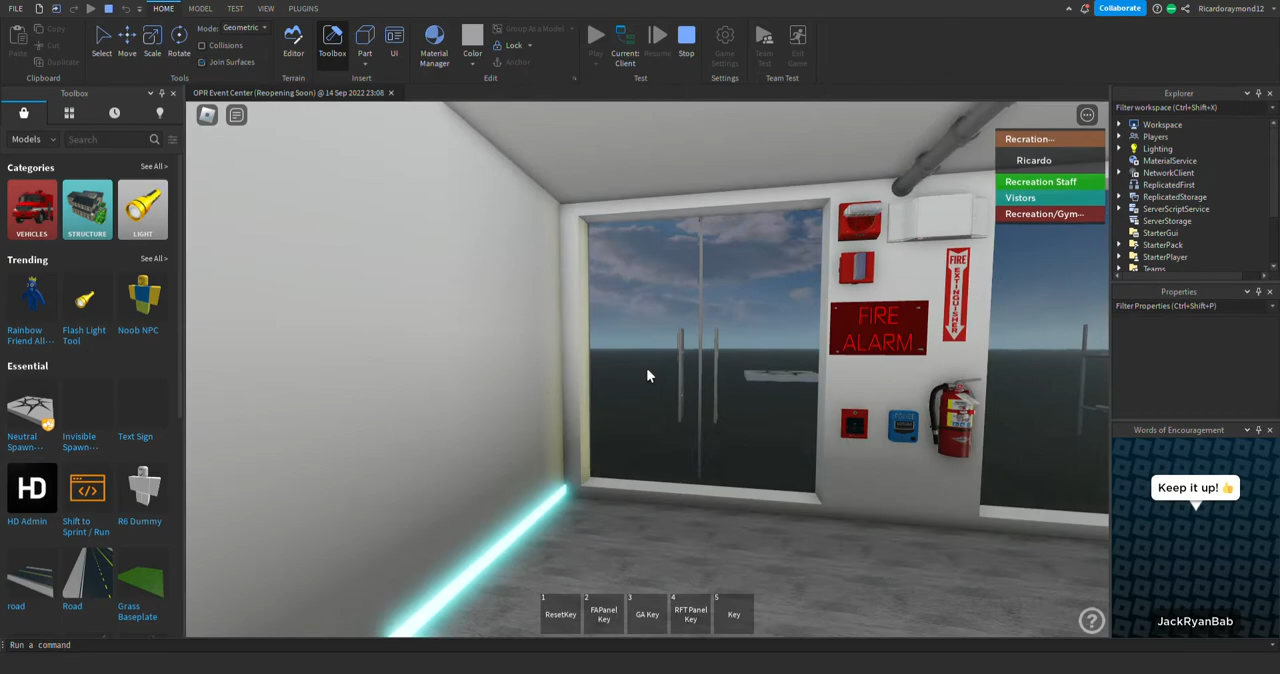 FILE
HOME
MODEL
TEST
VIEW
PLUGINS
Collaborate
Ricardoraymond12
Paste
Copy
Cut
Duplicate
Clipboard
Select
Move
Scale
Rotate
Mode: Geometric
Collisions
Join Surfaces
Tools
Editor
Terrain
Toolbox
Part
UI
Insert
Material
Manager
Color
Group As a Model
Lock
Anchor
Edit
Play
Current:
Client
Resume
Stop
Test
Game
Settings
Settings
Team
Test
Exit
Game
Team Test
Toolbox
Models
Search
Categories
See All >
VEHICLES
STRUCTURE
LIGHT
Trending
See All >
Rainbow
Friend All-...
Flash Light
Tool
Noob NPC
Essential
Neutral
Spawn...
Invisible
Spawn...
Text Sign
HD
HD Admin
Shift to
Sprint / Run
R6 Dummy
road
Road
Grass
Baseplate
OPR Event Center (Reopening Soon) @ 14 Sep 2022 23:08
Recration...
Ricardo
Recreation Staff
Vistors
Recreation/Gym...
FIRE
EXTINGUISHER
FIRE
ALARM
POLICE
1
ResetKey
2
FAPanel
Key
3
GA Key
4
RFT Panel
Key
5
Key
Explorer
Filter workspace (Ctrl+Shift+X)
Workspace
Players
Lighting
MaterialService
NetworkClient
ReplicatedFirst
ReplicatedStorage
ServerScriptService
ServerStorage
StarterGui
StarterPack
StarterPlayer
Teams
Properties
Filter Properties (Ctrl+Shift+P)
Words of Encouragement
Keep it up! 👍
JackRyanBab
Run a command